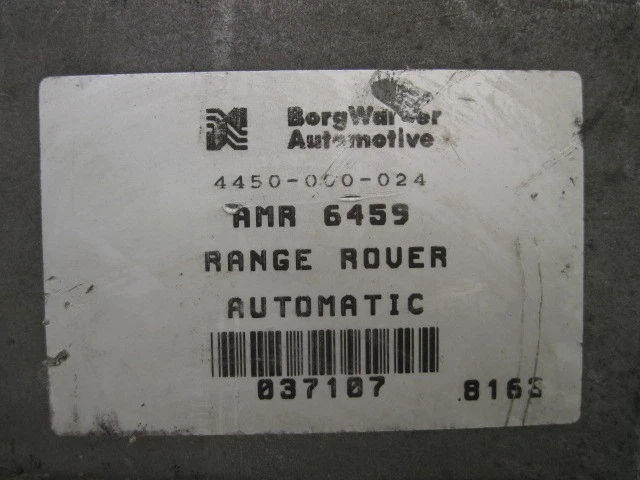 BorgWarner
Automotive
4450-000-024
AMR 6459
RANGE ROVER
AUTOMATIC
037107 8163